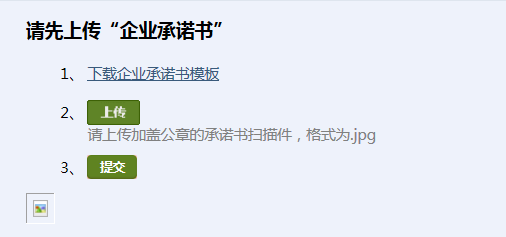 请先上传“企业承诺书”
1、 下载企业承诺书模板
2、 上传
请上传加盖公章的承诺书扫描件，格式为.jpg
3、 提交